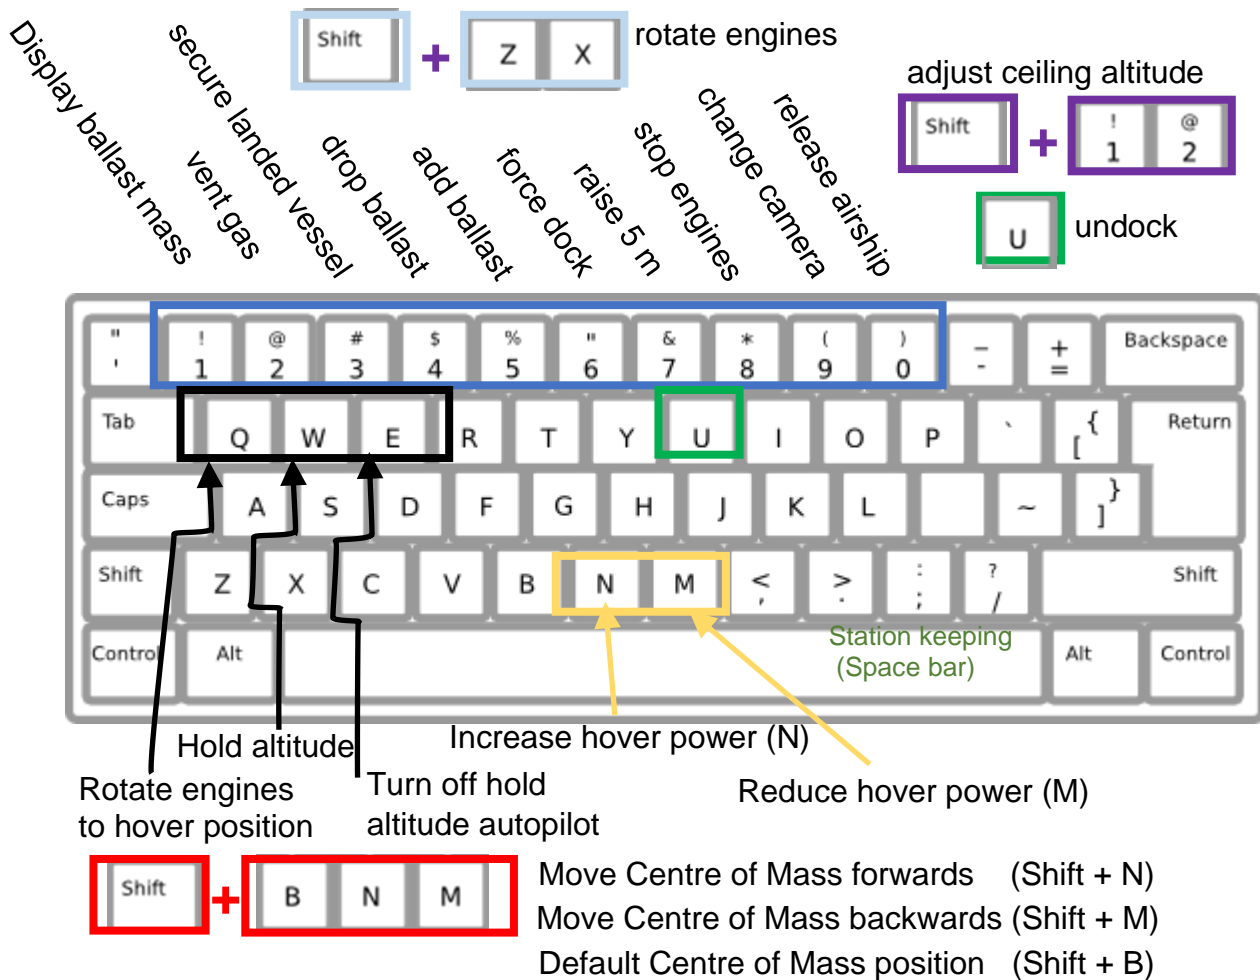 Shift + Z X rotate engines
adjust ceiling altitude
Shift + ! 1 @ 2
U undock
Display ballast mass
vent gas
secure landed vessel
drop ballast
add ballast
force dock
raise 5 m
stop engines
change camera
release airship
" ' ! 1 @ 2 # 3 $ 4 % 5 " 6 & 7 * 8 ( 9 ) 0 _ - + = Backspace
Tab Q W E R T Y U I O P ` { [ Return
Caps A S D F G H J K L ~ } ]
Shift Z X C V B N M < , > . : ; ? / Shift
Control Alt Alt Control
Station keeping
(Space bar)
Hold altitude
Increase hover power (N)
Rotate engines
to hover position
Turn off hold
altitude autopilot
Reduce hover power (M)
Shift + B N M
Move Centre of Mass forwards (Shift + N)
Move Centre of Mass backwards (Shift + M)
Default Centre of Mass position (Shift + B)